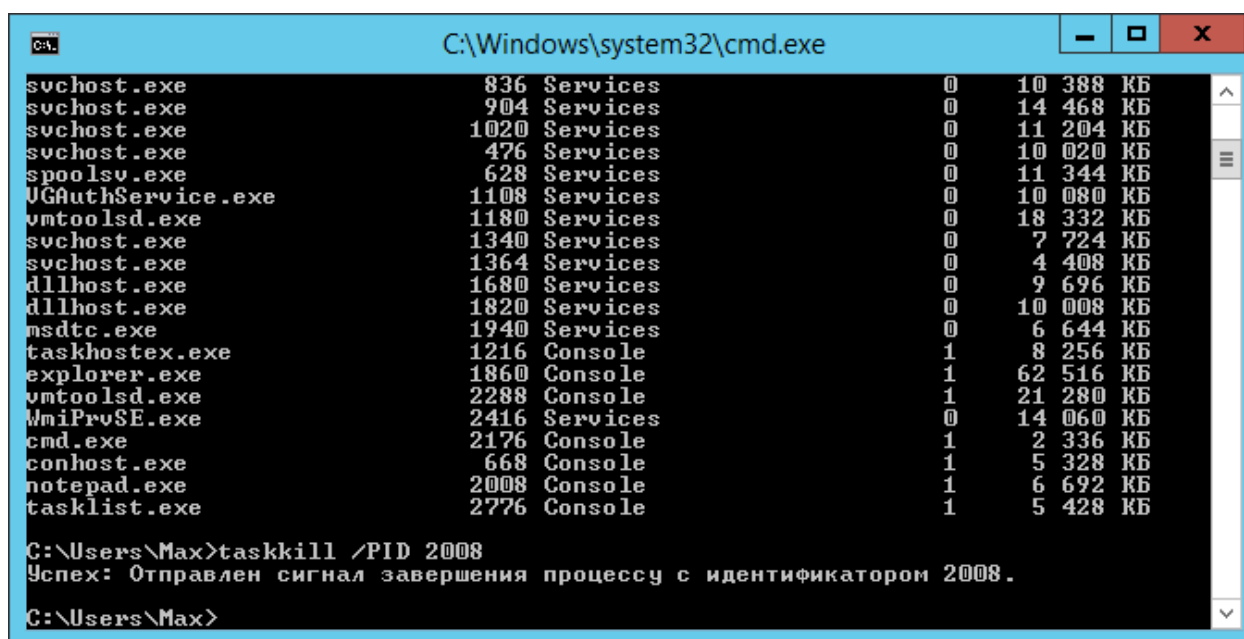 C:\Windows\system32\cmd.exe
svchost.exe 836 Services 0 10 388 КБ
svchost.exe 904 Services 0 14 468 КБ
svchost.exe 1020 Services 0 11 204 КБ
svchost.exe 476 Services 0 10 020 КБ
spoolsv.exe 628 Services 0 11 344 КБ
VGAuthService.exe 1108 Services 0 10 080 КБ
vmtoolsd.exe 1180 Services 0 18 332 КБ
svchost.exe 1340 Services 0 7 724 КБ
svchost.exe 1364 Services 0 4 408 КБ
dllhost.exe 1680 Services 0 9 696 КБ
dllhost.exe 1820 Services 0 10 008 КБ
msdtc.exe 1940 Services 0 6 644 КБ
taskhostex.exe 1216 Console 1 8 256 КБ
explorer.exe 1860 Console 1 62 516 КБ
vmtoolsd.exe 2288 Console 1 21 280 КБ
WmiPrvSE.exe 2416 Services 0 14 060 КБ
cmd.exe 2176 Console 1 2 336 КБ
conhost.exe 668 Console 1 5 328 КБ
notepad.exe 2008 Console 1 6 692 КБ
tasklist.exe 2776 Console 1 5 428 КБ
C:\Users\Max>taskkill /PID 2008
Успех: Отправлен сигнал завершения процессу с идентификатором 2008.
C:\Users\Max>